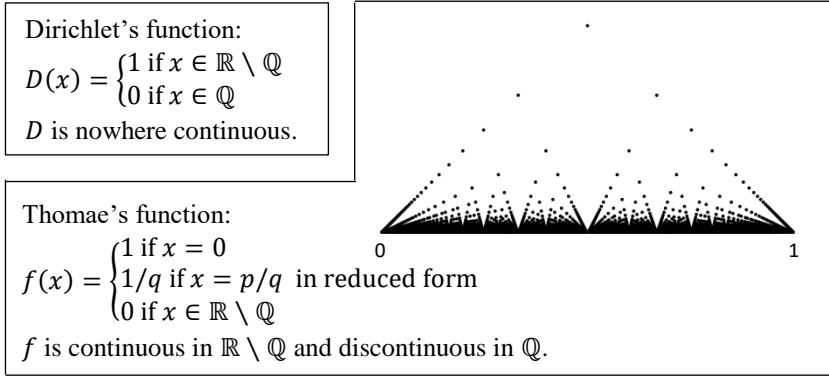 Dirichlet's function:
D(x) = {1 if x ∈ ℝ \ ℚ
0 if x ∈ ℚ
D is nowhere continuous.
Thomae's function:
f(x) = {1 if x = 0
1/q if x = p/q in reduced form
0 if x ∈ ℝ \ ℚ
f is continuous in ℝ \ ℚ and discontinuous in ℚ.
0 1